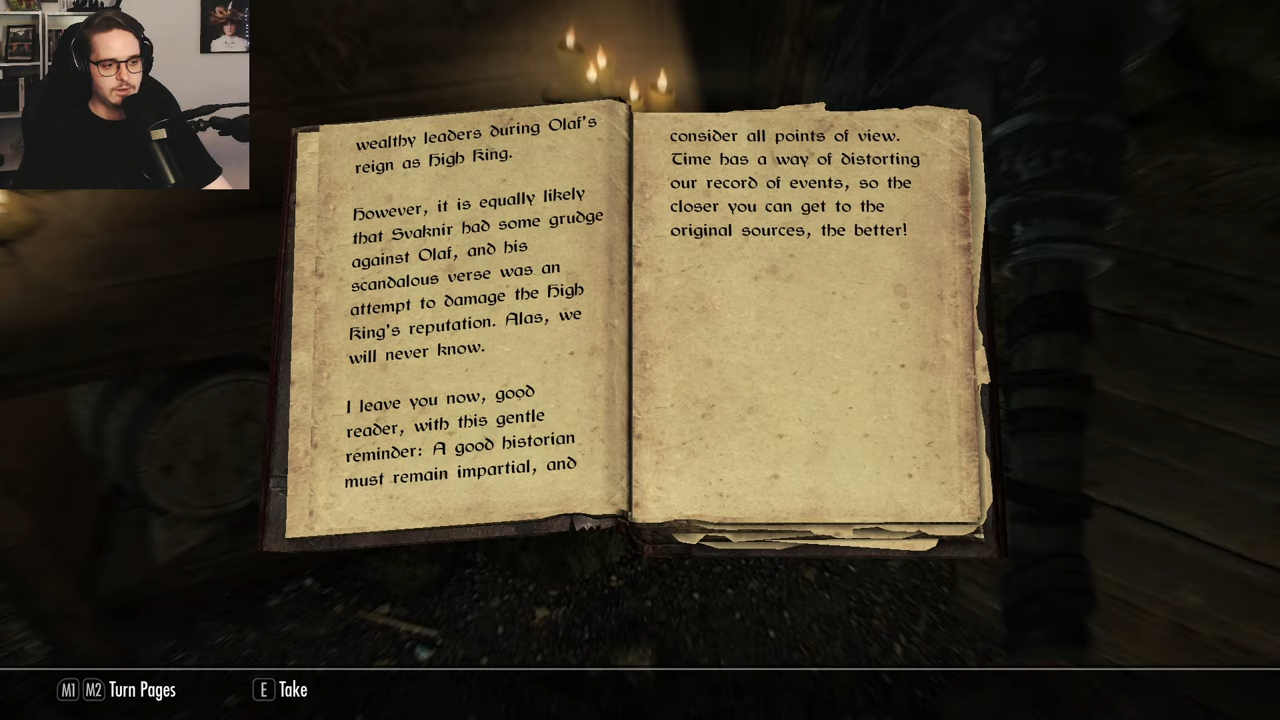 wealthy leaders during Olaf's
reign as High King.
However, it is equally likely
that Svaknir had some grudge
against Olaf, and his
scandalous verse was an
attempt to damage the High
King's reputation. Alas, we
will never know.
I leave you now, good
reader, with this gentle
reminder: A good historian
must remain impartial, and
consider all points of view.
Time has a way of distorting
our record of events, so the
closer you can get to the
original sources, the better!
M1 M2 Turn Pages
E Take